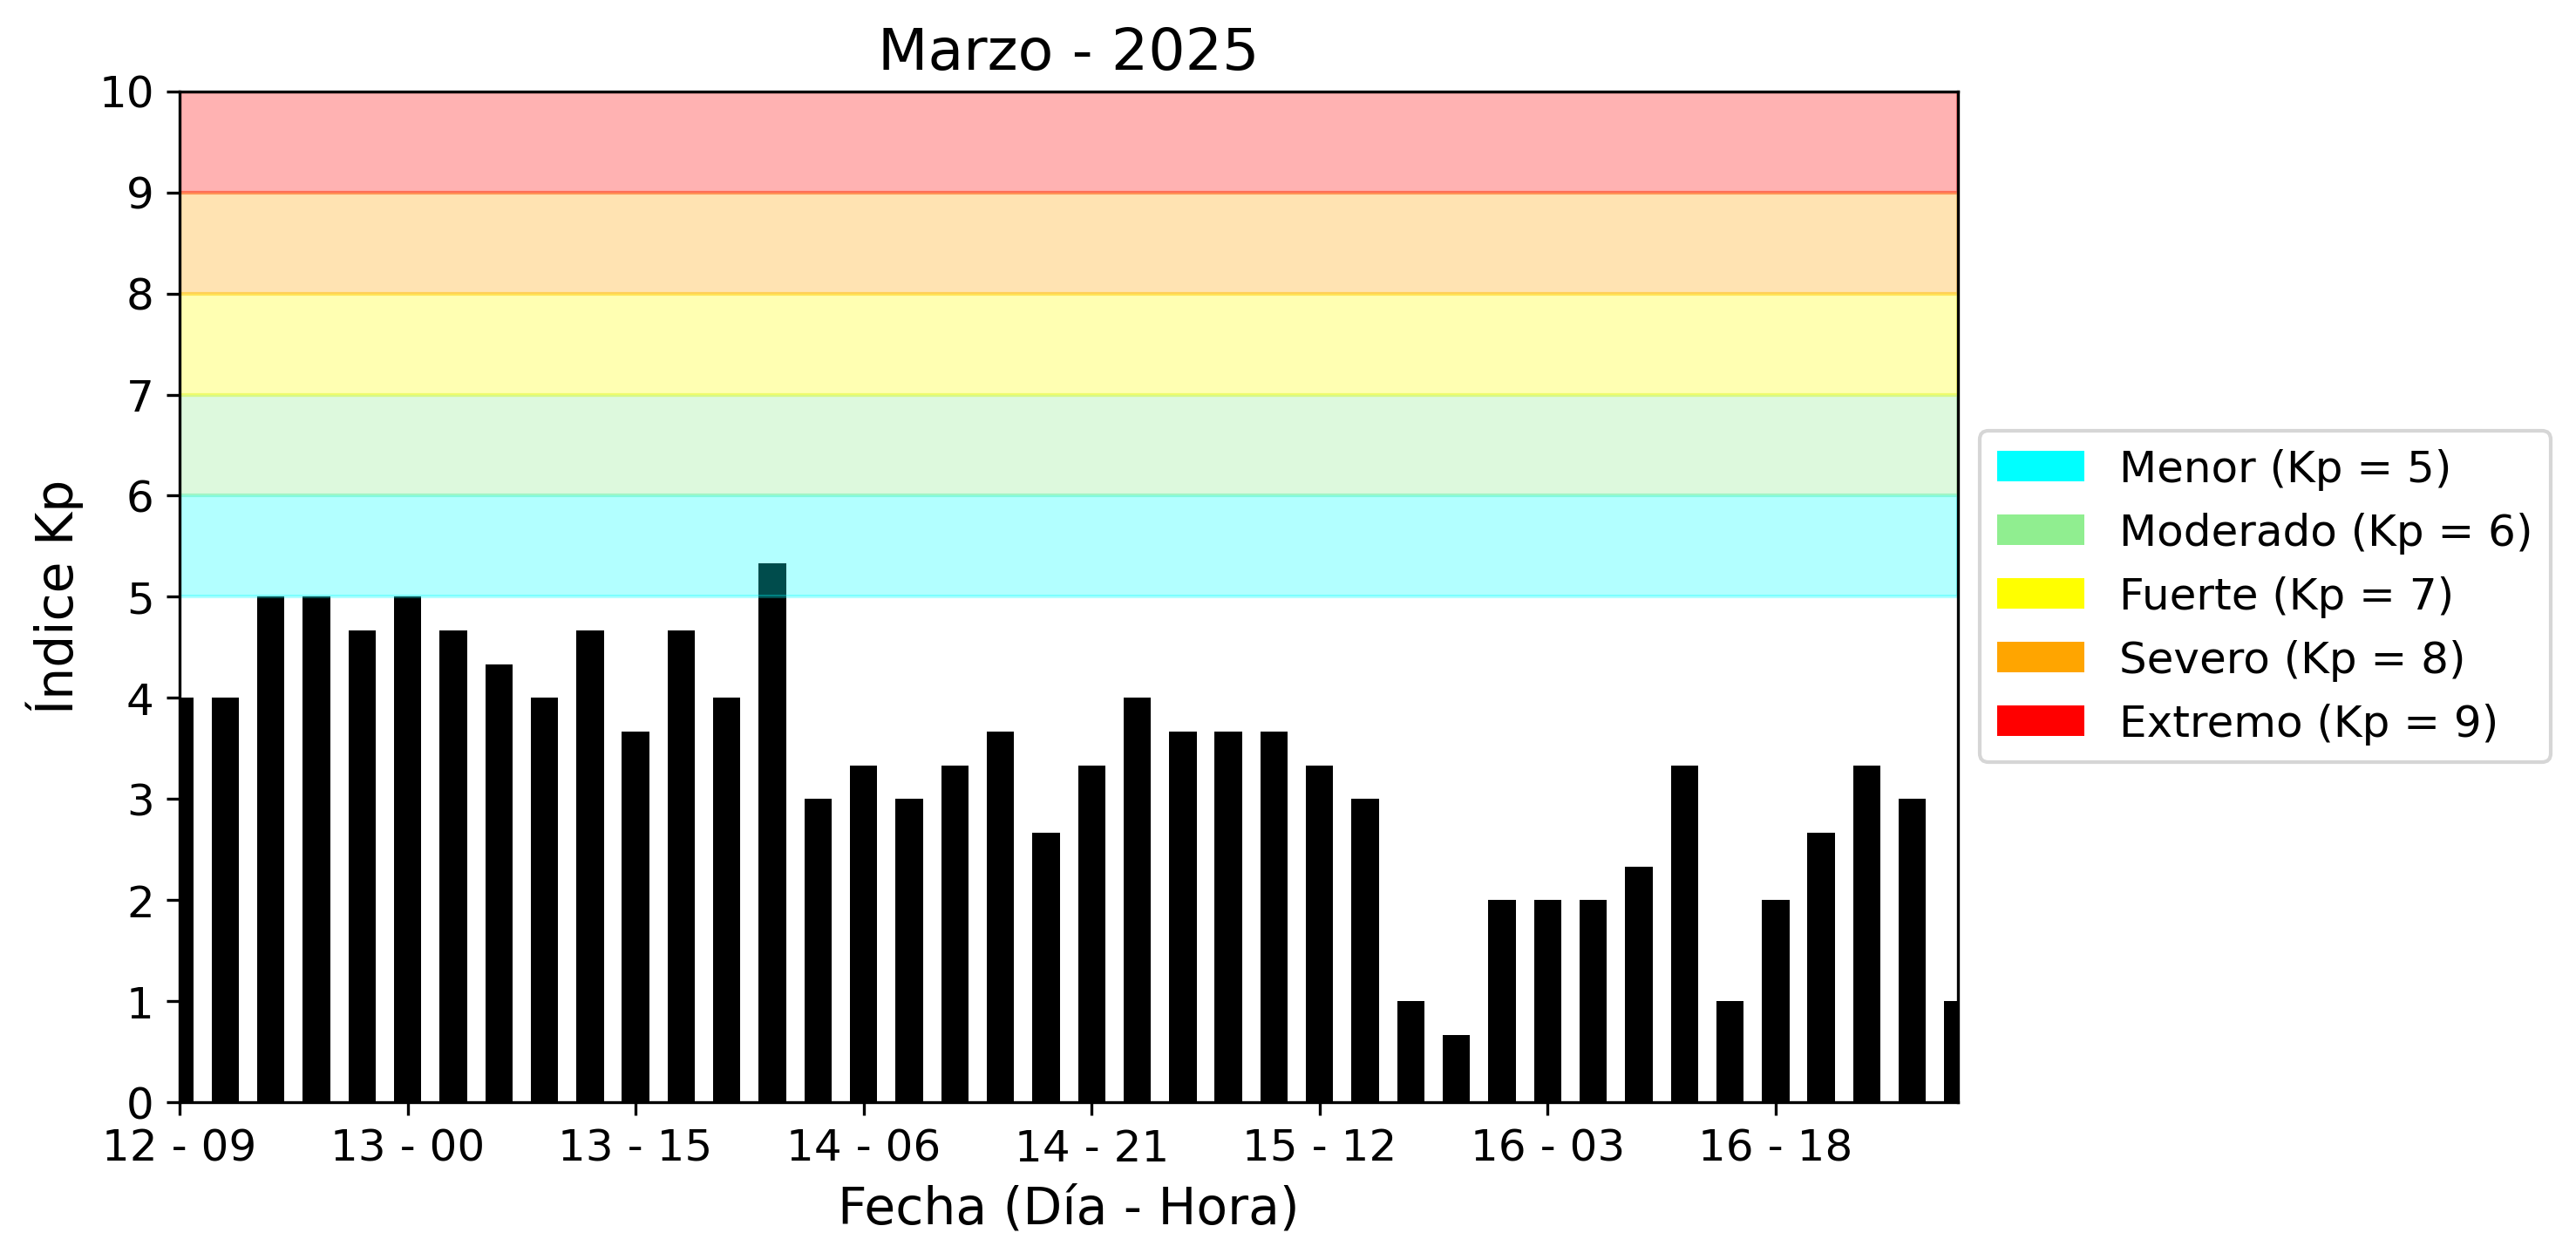 Marzo - 2025
Índice Kp
10
9
8
7
6
5
4
3
2
1
0
12 - 09
13 - 00
13 - 15
14 - 06
14 - 21
15 - 12
16 - 03
16 - 18
Fecha (Día - Hora)
Menor (Kp = 5)
Moderado (Kp = 6)
Fuerte (Kp = 7)
Severo (Kp = 8)
Extremo (Kp = 9)